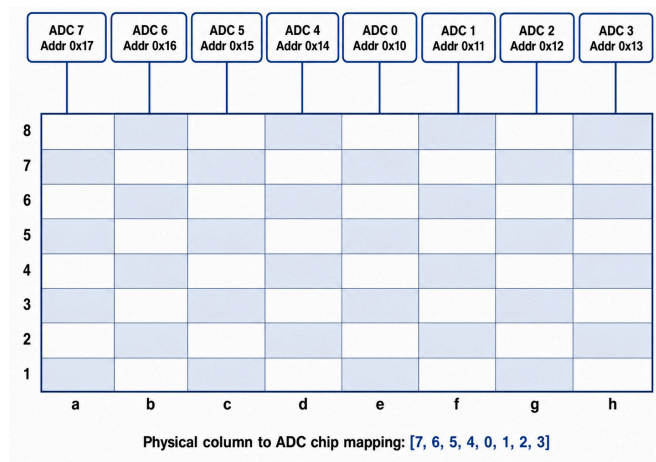 ADC 7 ADC 6 ADC 5 ADC 4 ADC 0 ADC 1 ADC 2 ADC 3
Addr 0x17 Addr 0x16 Addr 0x15 Addr 0x14 Addr 0x10 Addr 0x11 Addr 0x12 Addr 0x13
8
7
6
5
4
3
2
1
a b c d e f g h
Physical column to ADC chip mapping: [7, 6, 5, 4, 0, 1, 2, 3]